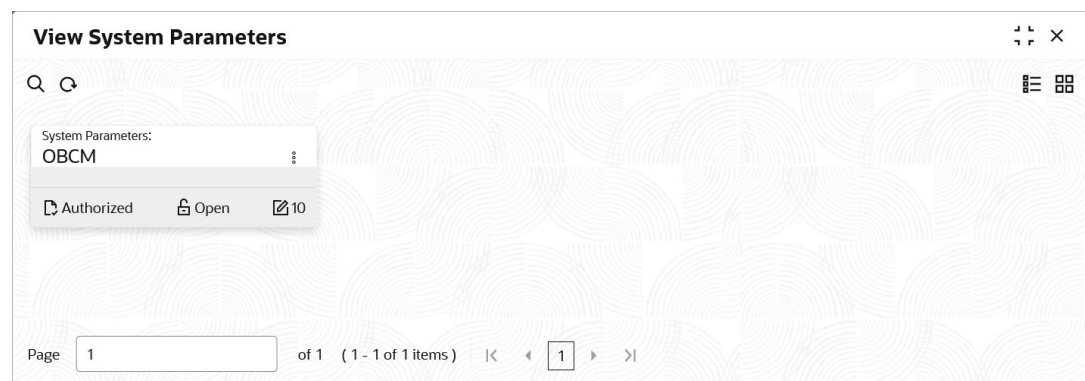 View System Parameters
System Parameters:
OBCM
Authorized Open 10
Page 1 of 1 (1 - 1 of 1 items) 1